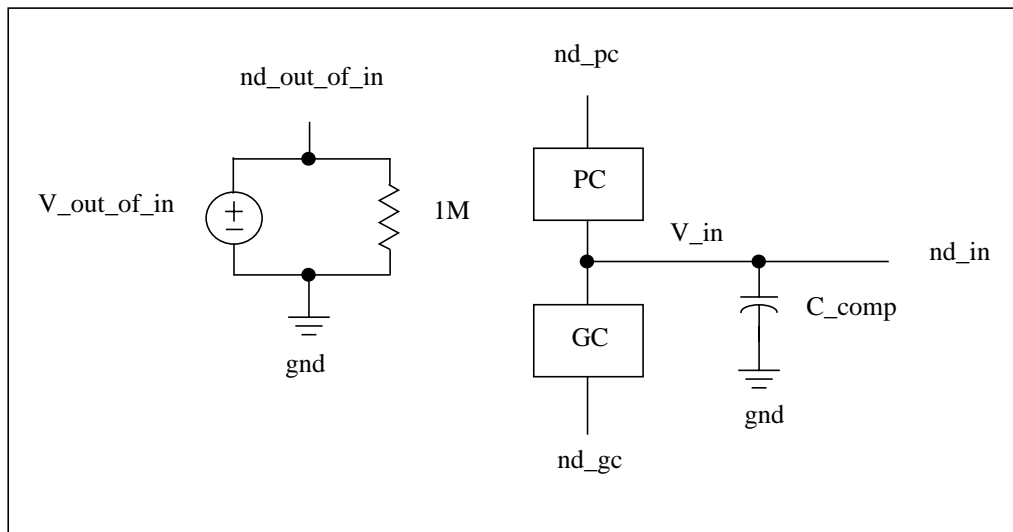 nd_pc
nd_out_of_in
PC
V_out_of_in
+
−
1M
V_in
nd_in
C_comp
GC
gnd
gnd
nd_gc